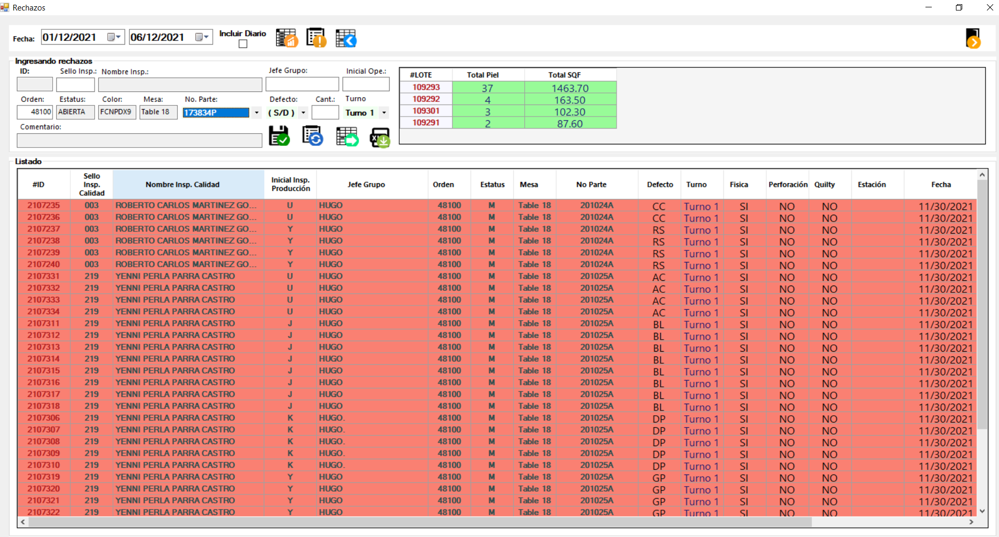 Rechazos
Fecha: 01/12/2021 06/12/2021 Incluir Diario
Ingresando rechazos
ID: Sello Insp.: Nombre Insp.: Jefe Grupo: Inicial Ope.:
Orden: Estatus: Color: Mesa: No. Parte: Defecto: Cant.: Turno
48100 ABIERTA FCNPDX9 Table 18 173834P ( S/D ) Turno 1
Comentario:
#LOTE Total Piel Total SQF
109293 37 1463.70
109292 4 163.50
109301 3 102.30
109291 2 87.60
Listado
#ID Sello Insp. Calidad Nombre Insp. Calidad Inicial Insp. Producción Jefe Grupo Orden Estatus Mesa No Parte Defecto Turno Fisica Perforación Quilty Estación Fecha
2107235 003 ROBERTO CARLOS MARTINEZ GO... U HUGO 48100 M Table 18 201024A CC Turno 1 SI NO NO 11/30/2021
2107236 003 ROBERTO CARLOS MARTINEZ GO... U HUGO 48100 M Table 18 201024A CC Turno 1 SI NO NO 11/30/2021
2107237 003 ROBERTO CARLOS MARTINEZ GO... Y HUGO 48100 M Table 18 201024A RS Turno 1 SI NO NO 11/30/2021
2107238 003 ROBERTO CARLOS MARTINEZ GO... Y HUGO 48100 M Table 18 201024A RS Turno 1 SI NO NO 11/30/2021
2107239 003 ROBERTO CARLOS MARTINEZ GO... Y HUGO 48100 M Table 18 201024A RS Turno 1 SI NO NO 11/30/2021
2107240 003 ROBERTO CARLOS MARTINEZ GO... Y HUGO 48100 M Table 18 201024A RS Turno 1 SI NO NO 11/30/2021
2107331 219 YENNI PERLA PARRA CASTRO U HUGO 48100 M Table 18 201025A AC Turno 1 SI NO NO 11/30/2021
2107332 219 YENNI PERLA PARRA CASTRO U HUGO 48100 M Table 18 201025A AC Turno 1 SI NO NO 11/30/2021
2107333 219 YENNI PERLA PARRA CASTRO U HUGO 48100 M Table 18 201025A AC Turno 1 SI NO NO 11/30/2021
2107334 219 YENNI PERLA PARRA CASTRO U HUGO 48100 M Table 18 201025A AC Turno 1 SI NO NO 11/30/2021
2107311 219 YENNI PERLA PARRA CASTRO J HUGO 48100 M Table 18 201025A BL Turno 1 SI NO NO 11/30/2021
2107312 219 YENNI PERLA PARRA CASTRO J HUGO 48100 M Table 18 201025A BL Turno 1 SI NO NO 11/30/2021
2107313 219 YENNI PERLA PARRA CASTRO J HUGO 48100 M Table 18 201025A BL Turno 1 SI NO NO 11/30/2021
2107314 219 YENNI PERLA PARRA CASTRO J HUGO 48100 M Table 18 201025A BL Turno 1 SI NO NO 11/30/2021
2107315 219 YENNI PERLA PARRA CASTRO J HUGO 48100 M Table 18 201025A BL Turno 1 SI NO NO 11/30/2021
2107316 219 YENNI PERLA PARRA CASTRO J HUGO 48100 M Table 18 201025A BL Turno 1 SI NO NO 11/30/2021
2107317 219 YENNI PERLA PARRA CASTRO J HUGO 48100 M Table 18 201025A BL Turno 1 SI NO NO 11/30/2021
2107318 219 YENNI PERLA PARRA CASTRO J HUGO 48100 M Table 18 201025A BL Turno 1 SI NO NO 11/30/2021
2107306 219 YENNI PERLA PARRA CASTRO K HUGO. 48100 M Table 18 201025A DP Turno 1 SI NO NO 11/30/2021
2107307 219 YENNI PERLA PARRA CASTRO K HUGO. 48100 M Table 18 201025A DP Turno 1 SI NO NO 11/30/2021
2107308 219 YENNI PERLA PARRA CASTRO K HUGO. 48100 M Table 18 201025A DP Turno 1 SI NO NO 11/30/2021
2107309 219 YENNI PERLA PARRA CASTRO K HUGO. 48100 M Table 18 201025A DP Turno 1 SI NO NO 11/30/2021
2107310 219 YENNI PERLA PARRA CASTRO K HUGO. 48100 M Table 18 201025A DP Turno 1 SI NO NO 11/30/2021
2107319 219 YENNI PERLA PARRA CASTRO Y HUGO 48100 M Table 18 201025A GP Turno 1 SI NO NO 11/30/2021
2107320 219 YENNI PERLA PARRA CASTRO Y HUGO 48100 M Table 18 201025A GP Turno 1 SI NO NO 11/30/2021
2107321 219 YENNI PERLA PARRA CASTRO Y HUGO 48100 M Table 18 201025A GP Turno 1 SI NO NO 11/30/2021
2107322 219 YENNI PERLA PARRA CASTRO Y HUGO 48100 M Table 18 201025A GP Turno 1 SI NO NO 11/30/2021